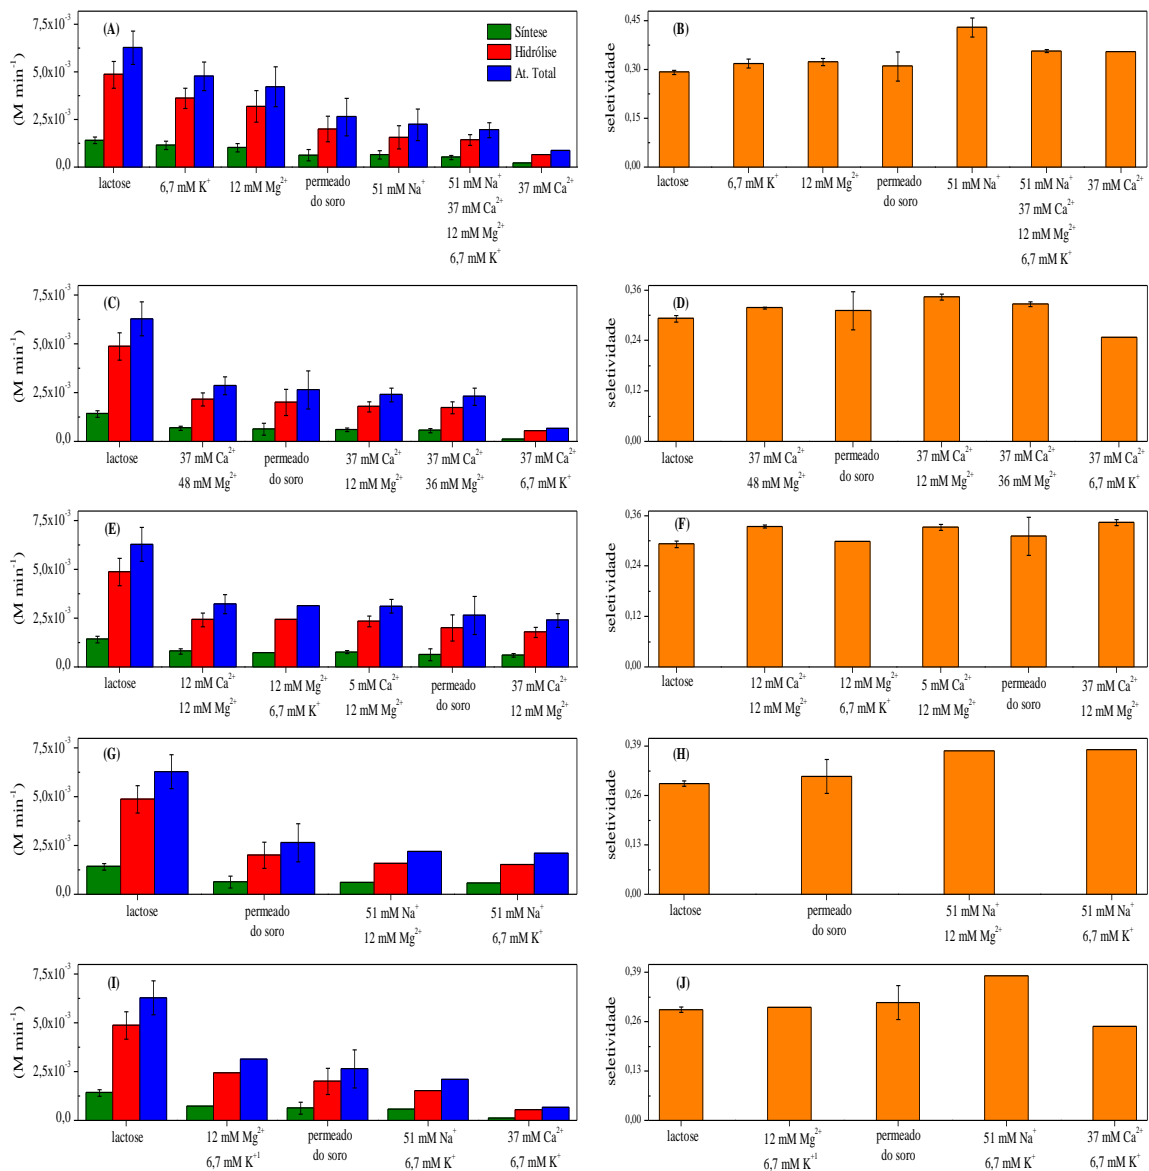 (A)
(M min⁻¹)
7,5x10⁻³
5,0x10⁻³
2,5x10⁻³
0,0
Síntese
Hidrólise
At. Total
lactose
6,7 mM K⁺
12 mM Mg²⁺
permeado
do soro
51 mM Na⁺
51 mM Na⁺
37 mM Ca²⁺
12 mM Mg²⁺
6,7 mM K⁺
37 mM Ca²⁺
(B)
seletividade
0,45
0,30
0,15
0,00
lactose
6,7 mM K⁺
12 mM Mg²⁺
permeado
do soro
51 mM Na⁺
51 mM Na⁺
37 mM Ca²⁺
12 mM Mg²⁺
6,7 mM K⁺
37 mM Ca²⁺
(C)
(M min⁻¹)
7,5x10⁻³
5,0x10⁻³
2,5x10⁻³
0,0
lactose
37 mM Ca²⁺
48 mM Mg²⁺
permeado
do soro
37 mM Ca²⁺
12 mM Mg²⁺
37 mM Ca²⁺
36 mM Mg²⁺
37 mM Ca²⁺
6,7 mM K⁺
(D)
seletividade
0,36
0,24
0,12
0,00
lactose
37 mM Ca²⁺
48 mM Mg²⁺
permeado
do soro
37 mM Ca²⁺
12 mM Mg²⁺
37 mM Ca²⁺
36 mM Mg²⁺
37 mM Ca²⁺
6,7 mM K⁺
(E)
(M min⁻¹)
7,5x10⁻³
5,0x10⁻³
2,5x10⁻³
0,0
lactose
12 mM Ca²⁺
12 mM Mg²⁺
12 mM Mg²⁺
6,7 mM K⁺
5 mM Ca²⁺
12 mM Mg²⁺
permeado
do soro
37 mM Ca²⁺
12 mM Mg²⁺
(F)
seletividade
0,36
0,24
0,12
0,00
lactose
12 mM Ca²⁺
12 mM Mg²⁺
12 mM Mg²⁺
6,7 mM K⁺
5 mM Ca²⁺
12 mM Mg²⁺
permeado
do soro
37 mM Ca²⁺
12 mM Mg²⁺
(G)
(M min⁻¹)
7,5x10⁻³
5,0x10⁻³
2,5x10⁻³
0,0
lactose
permeado
do soro
51 mM Na⁺
12 mM Mg²⁺
51 mM Na⁺
6,7 mM K⁺
(H)
seletividade
0,39
0,26
0,13
0,00
lactose
permeado
do soro
51 mM Na⁺
12 mM Mg²⁺
51 mM Na⁺
6,7 mM K⁺
(I)
(M min⁻¹)
7,5x10⁻³
5,0x10⁻³
2,5x10⁻³
0,0
lactose
12 mM Mg²⁺
6,7 mM K⁺¹
permeado
do soro
51 mM Na⁺
6,7 mM K⁺
37 mM Ca²⁺
6,7 mM K⁺
(J)
seletividade
0,39
0,26
0,13
0,00
lactose
12 mM Mg²⁺
6,7 mM K⁺¹
permeado
do soro
51 mM Na⁺
6,7 mM K⁺
37 mM Ca²⁺
6,7 mM K⁺